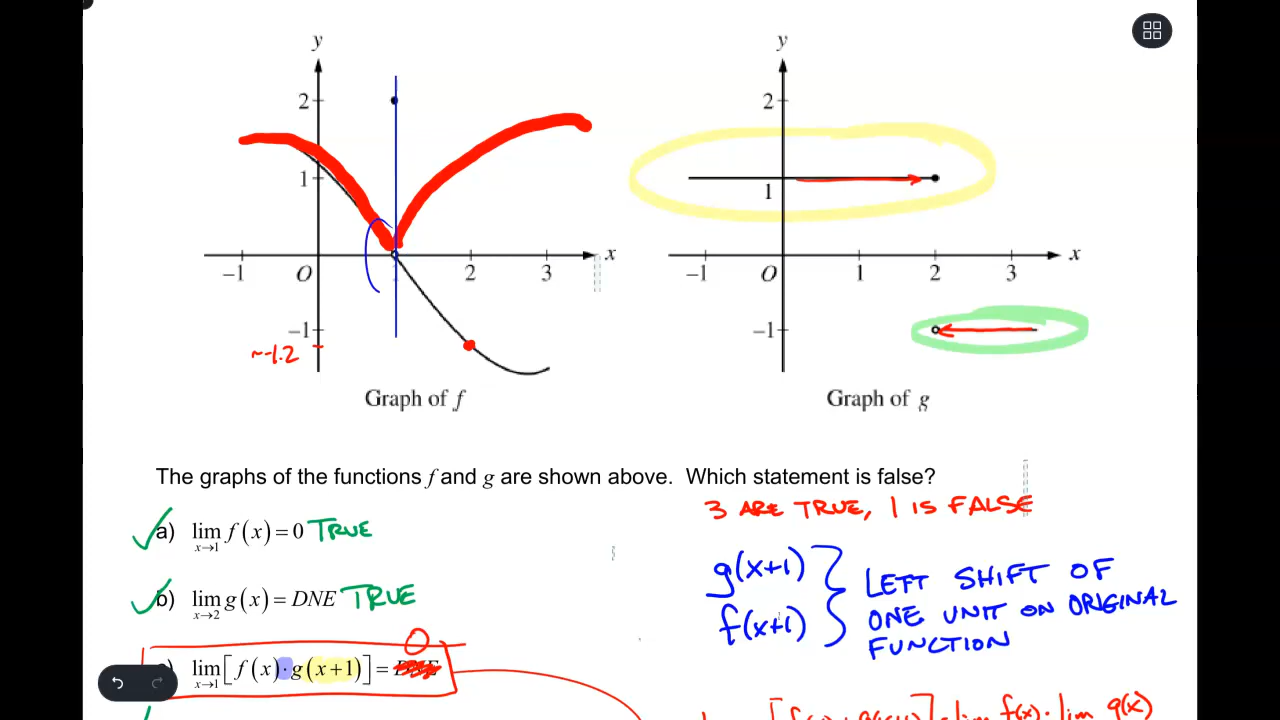 y
y
2
2
1
1
-1
O
2
3
x
-1
O
1
2
3
x
-1
~-1.2
-1
Graph of f
Graph of g
The graphs of the functions f and g are shown above. Which statement is false?
3 ARE TRUE, 1 IS FALSE
a) lim x→1 f(x) = 0 TRUE
g(x+1)
f(x+1)
LEFT SHIFT OF
ONE UNIT ON ORIGINAL
FUNCTION
b) lim x→2 g(x) = DNE TRUE
0
lim x→1 [f(x)·g(x+1)] = DNE
lim f(x)·lim g(x)